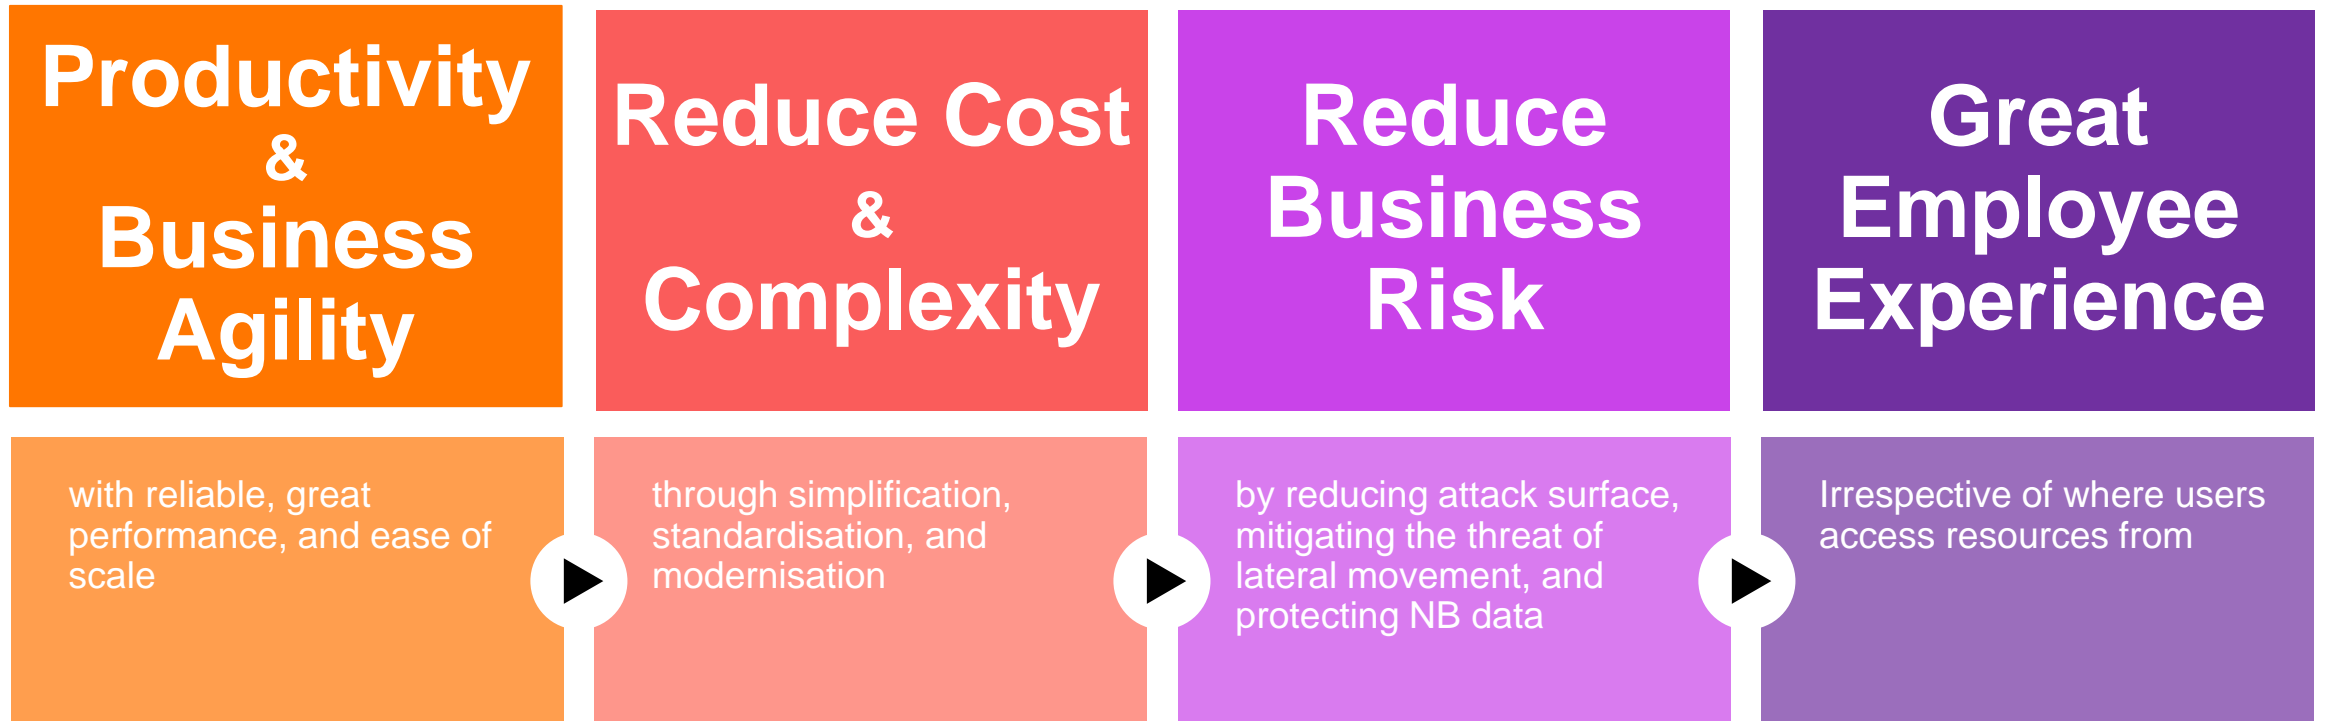 Productivity
&
Business
Agility
with reliable, great
performance, and ease of
scale
Reduce Cost
&
Complexity
through simplification,
standardisation, and
modernisation
Reduce
Business
Risk
by reducing attack surface,
mitigating the threat of
lateral movement, and
protecting NB data
Great
Employee
Experience
Irrespective of where users
access resources from